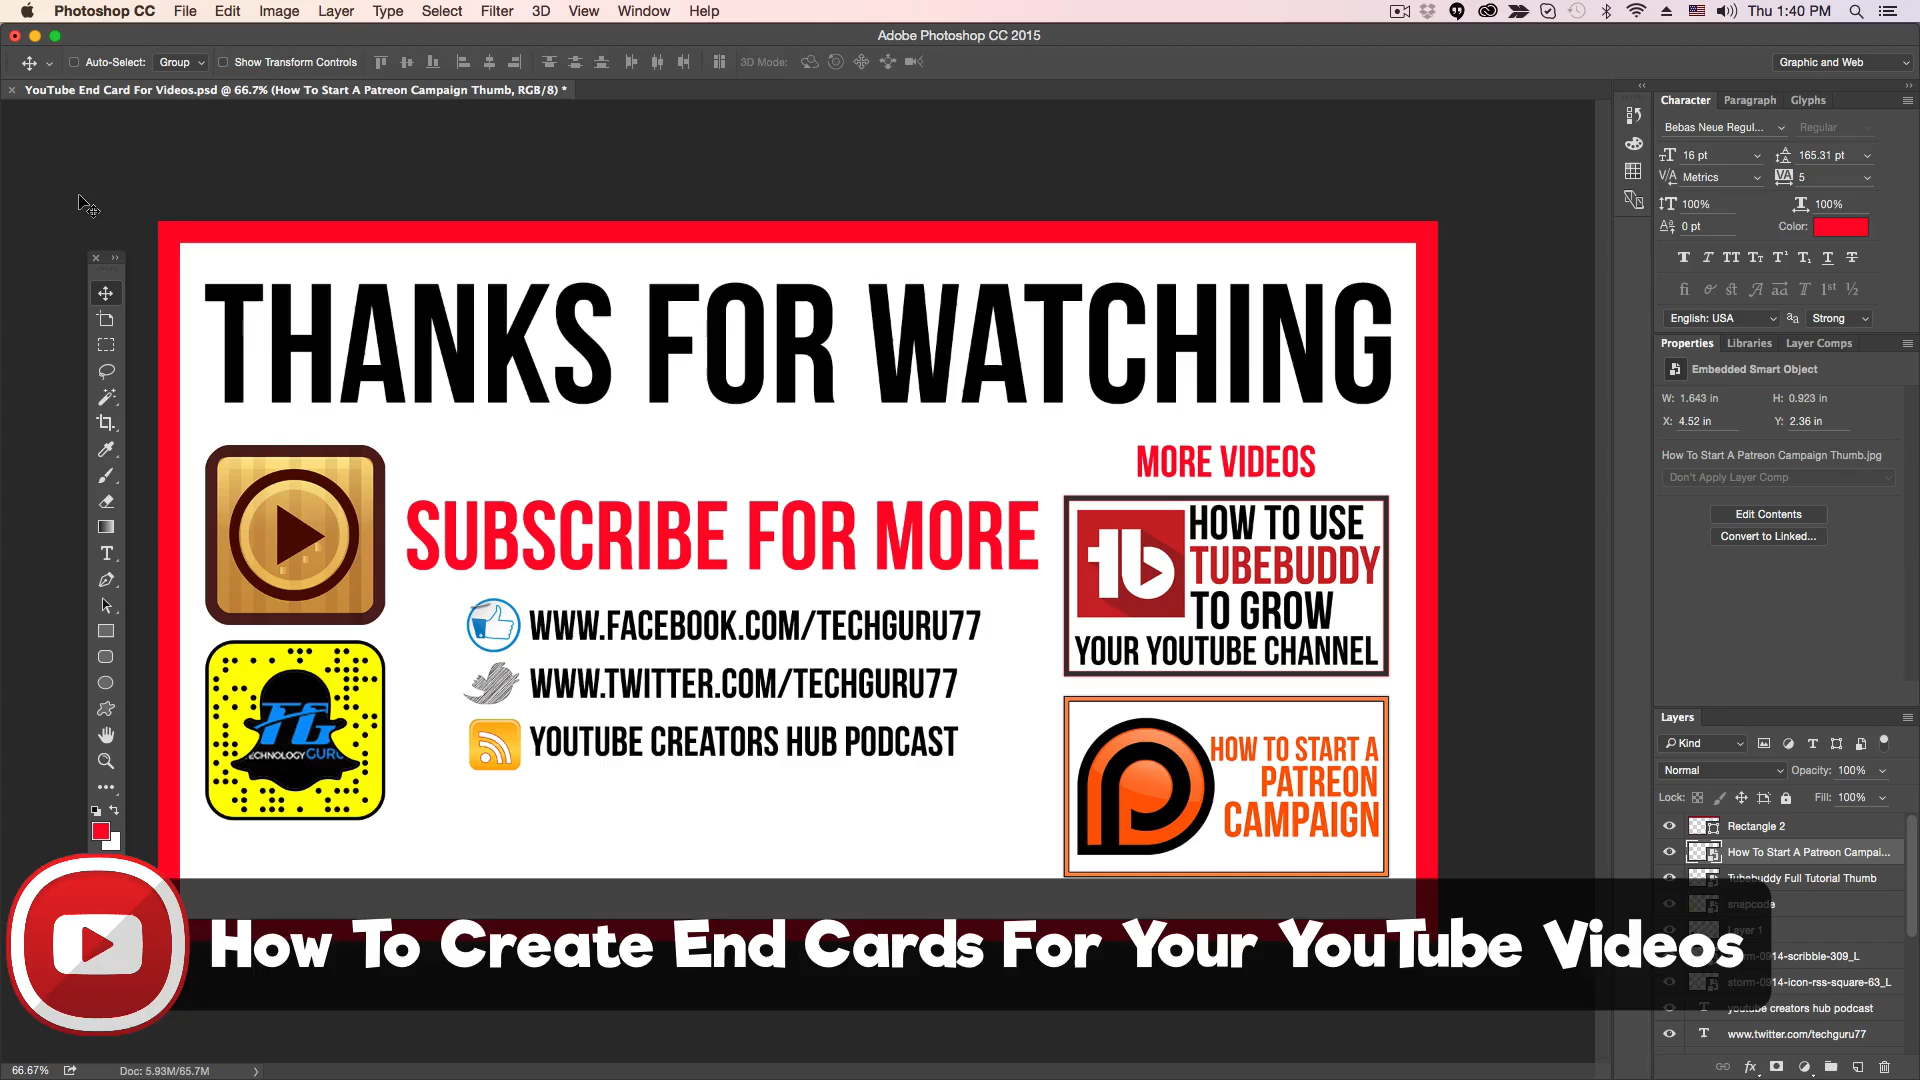 Photoshop CC File Edit Image Layer Type Select Filter 3D View Window Help Thu 1:40 PM
Adobe Photoshop CC 2015
Auto-Select: Group Show Transform Controls 3D Mode: Graphic and Web
YouTube End Card For Videos.psd @ 66.7% (How To Start A Patreon Campaign Thumb, RGB/8) *
Character Paragraph Glyphs
Bebas Neue Regul... Regular
16 pt 165.31 pt
Metrics 5
100% 100%
0 pt Color:
English: USA Strong
Properties Libraries Layer Comps
Embedded Smart Object
W: 1.643 in H: 0.923 in
X: 4.52 in Y: 2.36 in
How To Start A Patreon Campaign Thumb.jpg
Don't Apply Layer Comp
Edit Contents
Convert to Linked...
THANKS FOR WATCHING
SUBSCRIBE FOR MORE
WWW.FACEBOOK.COM/TECHGURU77
WWW.TWITTER.COM/TECHGURU77
YOUTUBE CREATORS HUB PODCAST
TECHNOLOGYGURU
MORE VIDEOS
tb
HOW TO USE
TUBEBUDDY
TO GROW
YOUR YOUTUBE CHANNEL
HOW TO START A
PATREON
CAMPAIGN
Layers
Kind
Normal Opacity: 100%
Lock: Fill: 100%
Rectangle 2
How To Start A Patreon Campai...
Tubebuddy Full Tutorial Thumb
snapcode
Layer 1
storm-0914-scribble-309_L
storm-0914-icon-rss-square-63_L
youtube creators hub podcast
www.twitter.com/techguru77
How To Create End Cards For Your YouTube Videos
66.67% Doc: 5.93M/65.7M